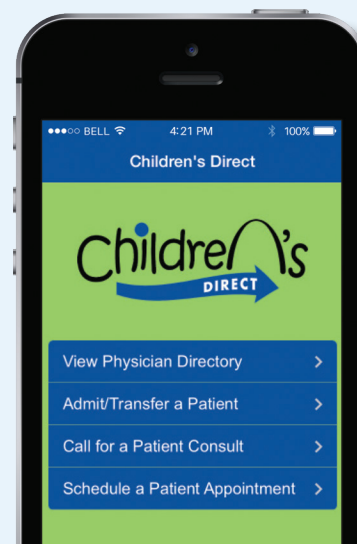 BELL 4:21 PM 100%
Children's Direct
Children's
DIRECT
View Physician Directory
Admit/Transfer a Patient
Call for a Patient Consult
Schedule a Patient Appointment